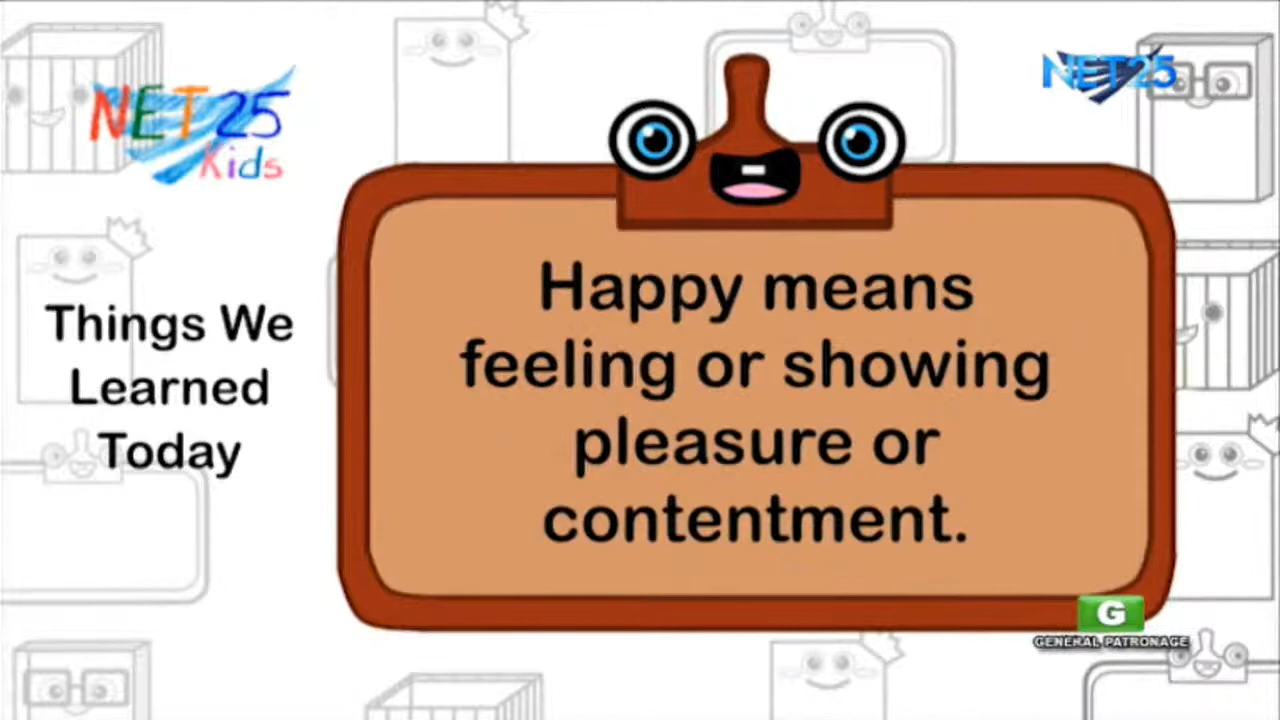 NET25
Kids
NET25
Things We
Learned
Today
Happy means
feeling or showing
pleasure or
contentment.
G
GENERAL PATRONAGE